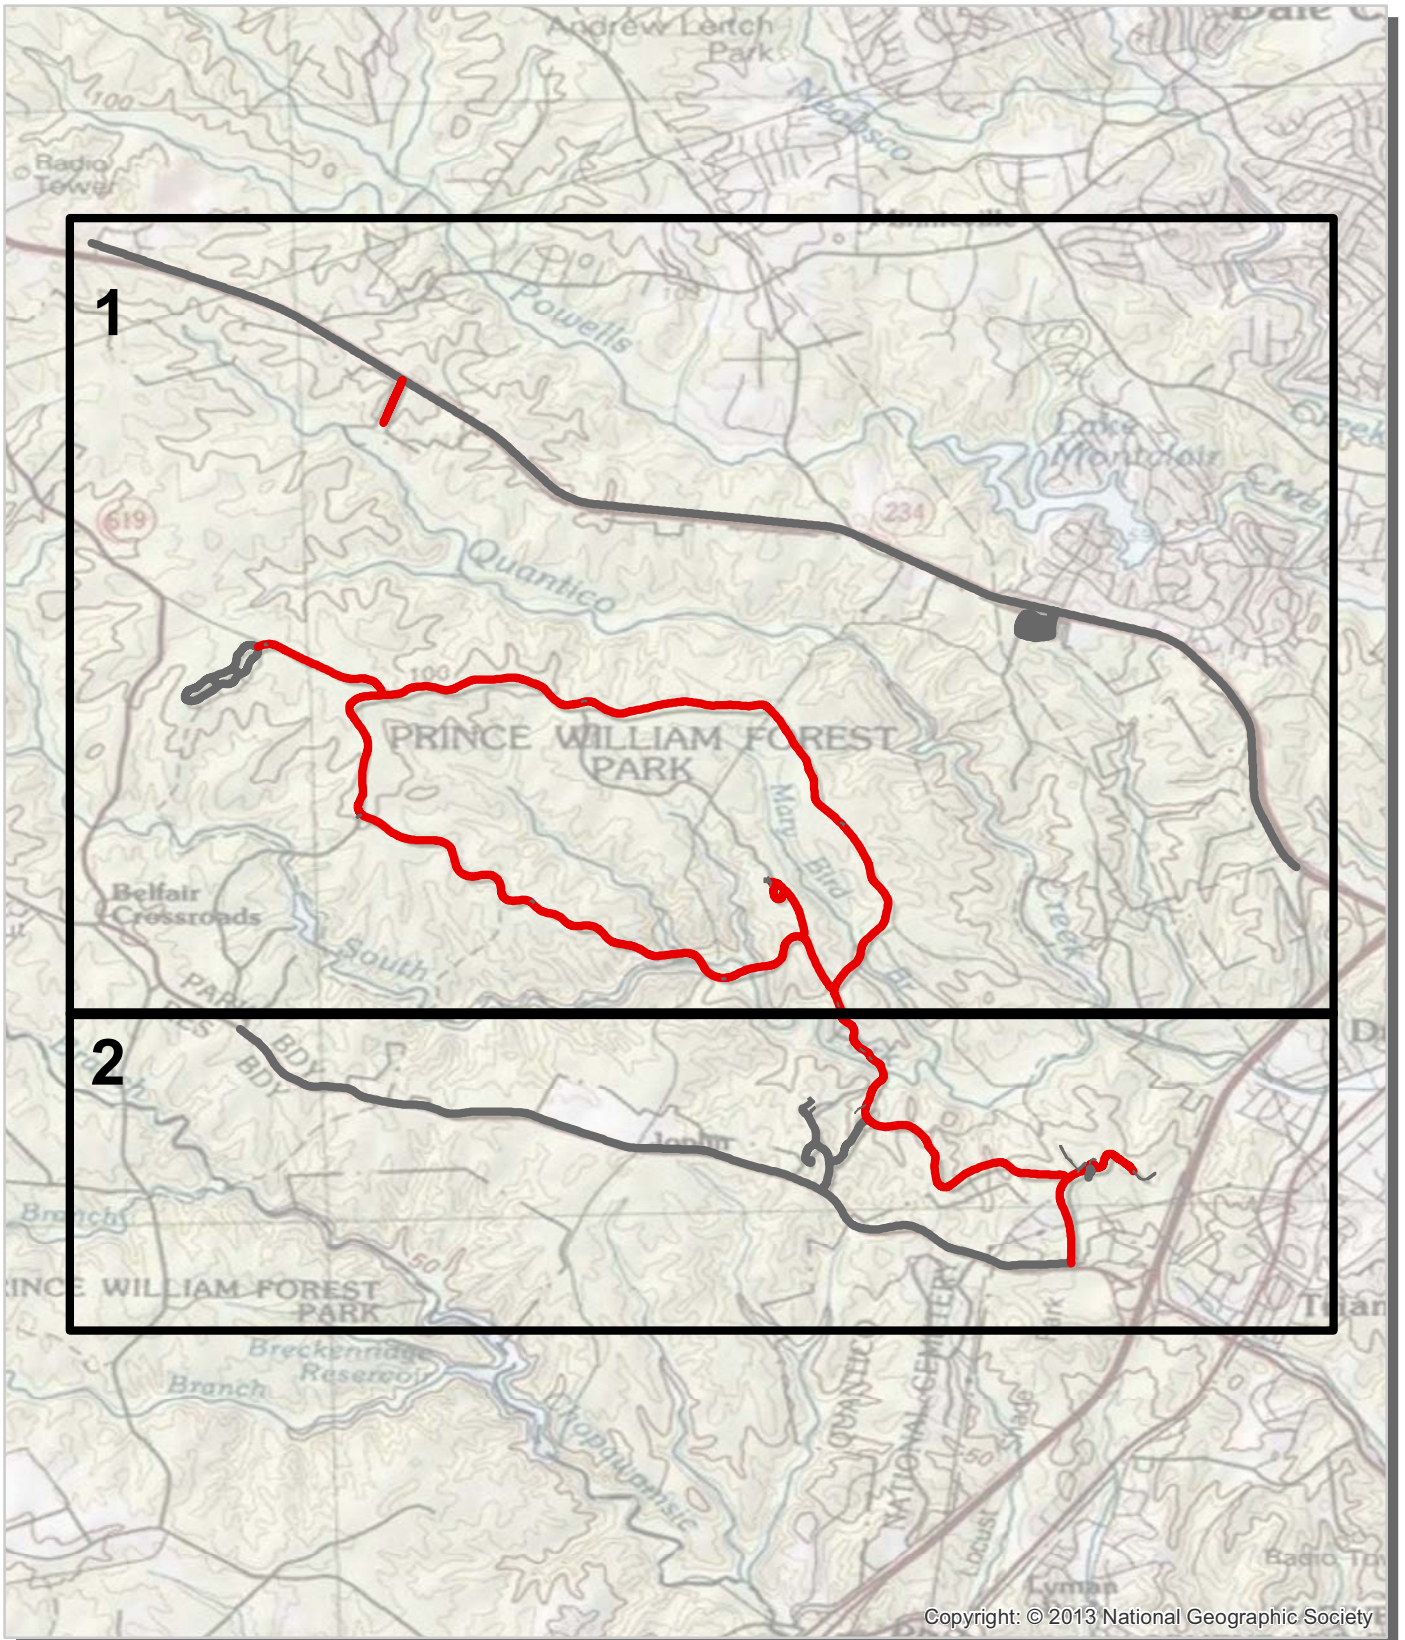 Dale C
Andrew Leitch
Park
Neabsco
100
Radio
Tower
Minnieville
1
Powells
Lake
Montclair
Creek
Creek
619
234
Quantico
100
PRINCE WILLIAM FOREST
PARK
Mary
Bird
Br
Creek
Belfair
Crossroads
South
PARK
BDY
BDY
2
Joplin
Branch
50
PRINCE WILLIAM FOREST
PARK
Trian
Breckenridge
Reservoir
Branch
QUANTICO
NATIONAL CEMETERY
Park
Chopawamsic
50
Locust
Shade
Radio Tow
Lyman
Copyright: © 2013 National Geographic Society